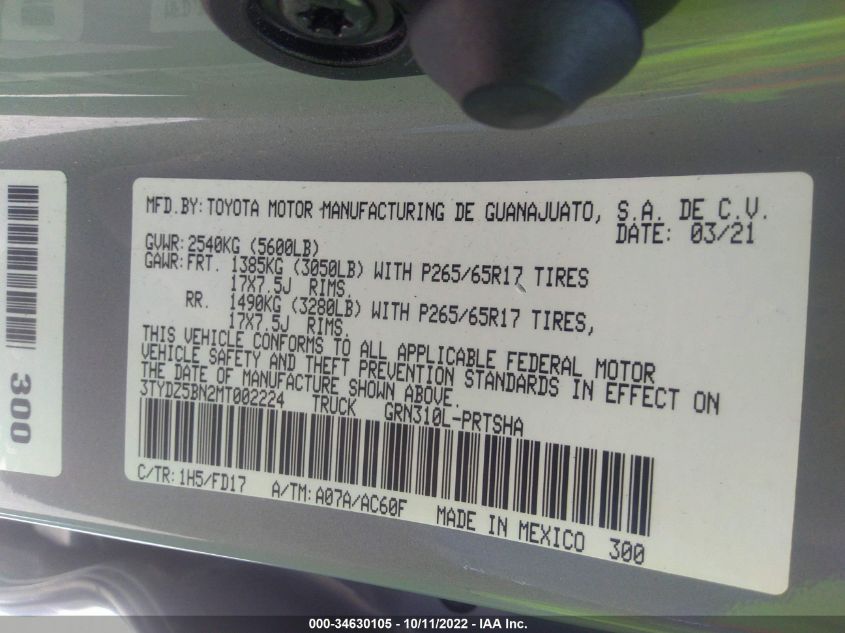 MFD.BY: TOYOTA MOTOR MANUFACTURING DE GUANAJUATO, S.A. DE C.V.
DATE: 03/21
GVWR: 2540KG (5600LB)
GAWR: FRT. 1385KG (3050LB) WITH P265/65R17 TIRES
17X7.5J RIMS.
RR. 1490KG (3280LB) WITH P265/65R17 TIRES,
17X7.5J RIMS.
THIS VEHICLE CONFORMS TO ALL APPLICABLE FEDERAL MOTOR
VEHICLE SAFETY AND THEFT PREVENTION STANDARDS IN EFFECT ON
THE DATE OF MANUFACTURE SHOWN ABOVE.
3TYDZ5BN2MT002224 TRUCK GRN310L-PRTSHA
C/TR: 1H5/FD17 A/TM: A07A/AC60F MADE IN MEXICO 300
300
000-34630105 - 10/11/2022 - IAA Inc.